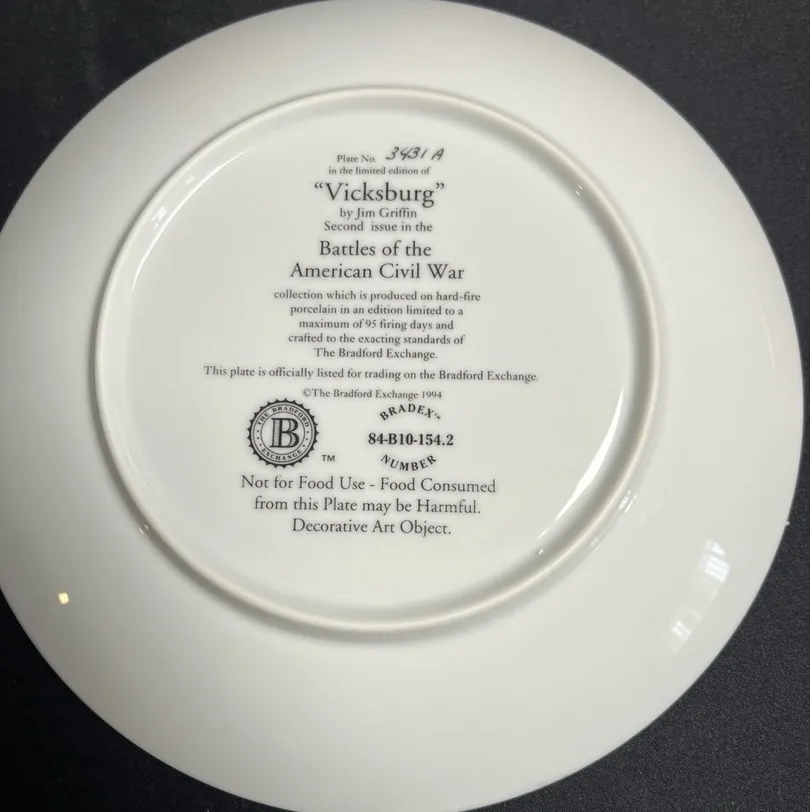 Plate No. 3431 A
in the limited edition of
“Vicksburg”
by Jim Griffin
Second issue in the
Battles of the
American Civil War
collection which is produced on hard-fire
porcelain in an edition limited to a
maximum of 95 firing days and
crafted to the exacting standards of
The Bradford Exchange.
This plate is officially listed for trading on the Bradford Exchange.
©The Bradford Exchange 1994
THE BRADFORD
B
EXCHANGE
TM
BRADEX™
84-B10-154.2
NUMBER
Not for Food Use - Food Consumed
from this Plate may be Harmful.
Decorative Art Object.